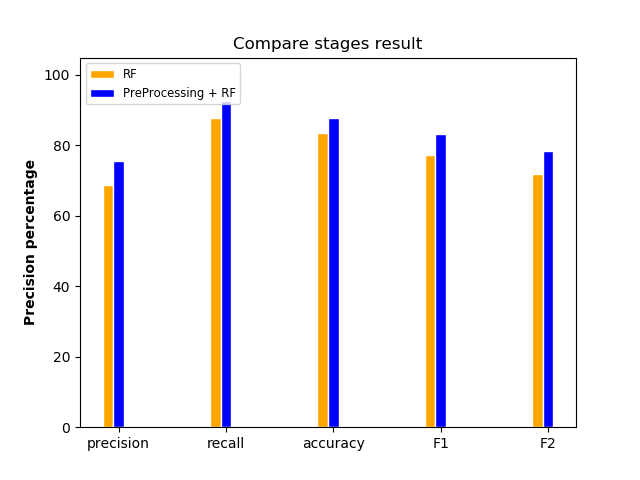 Compare stages result
RF
PreProcessing + RF
Precision percentage
100
80
60
40
20
0
precision
recall
accuracy
F1
F2